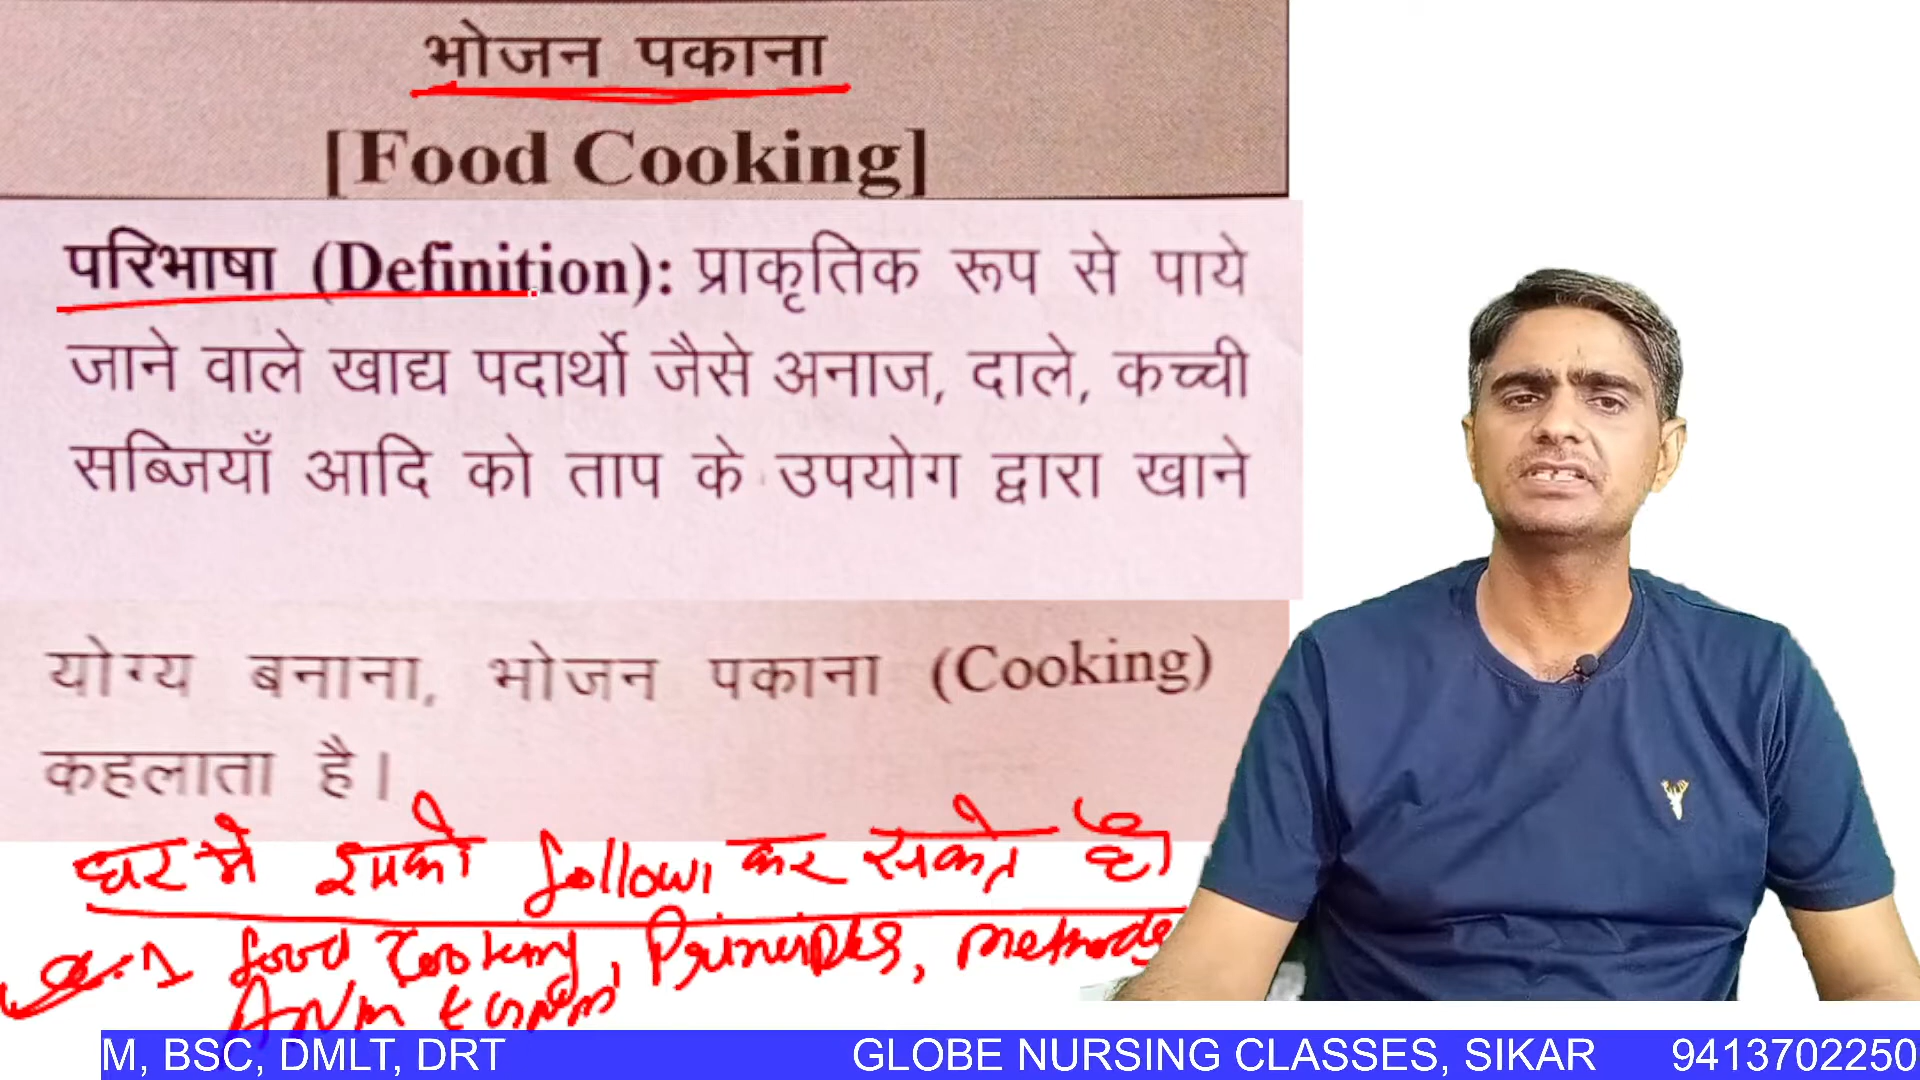 भोजन पकाना
[Food Cooking]
परिभाषा (Definition): प्राकृतिक रूप से पाये
जाने वाले खाद्य पदार्थो जैसे अनाज, दाले, कच्ची
सब्जियाँ आदि को ताप के उपयोग द्वारा खाने
योग्य बनाना, भोजन पकाना (Cooking)
कहलाता है।
घर में इसको follow कर सकते है।
food Cooking, Principles, methods
M, BSC, DMLT, DRT GLOBE NURSING CLASSES, SIKAR 9413702250